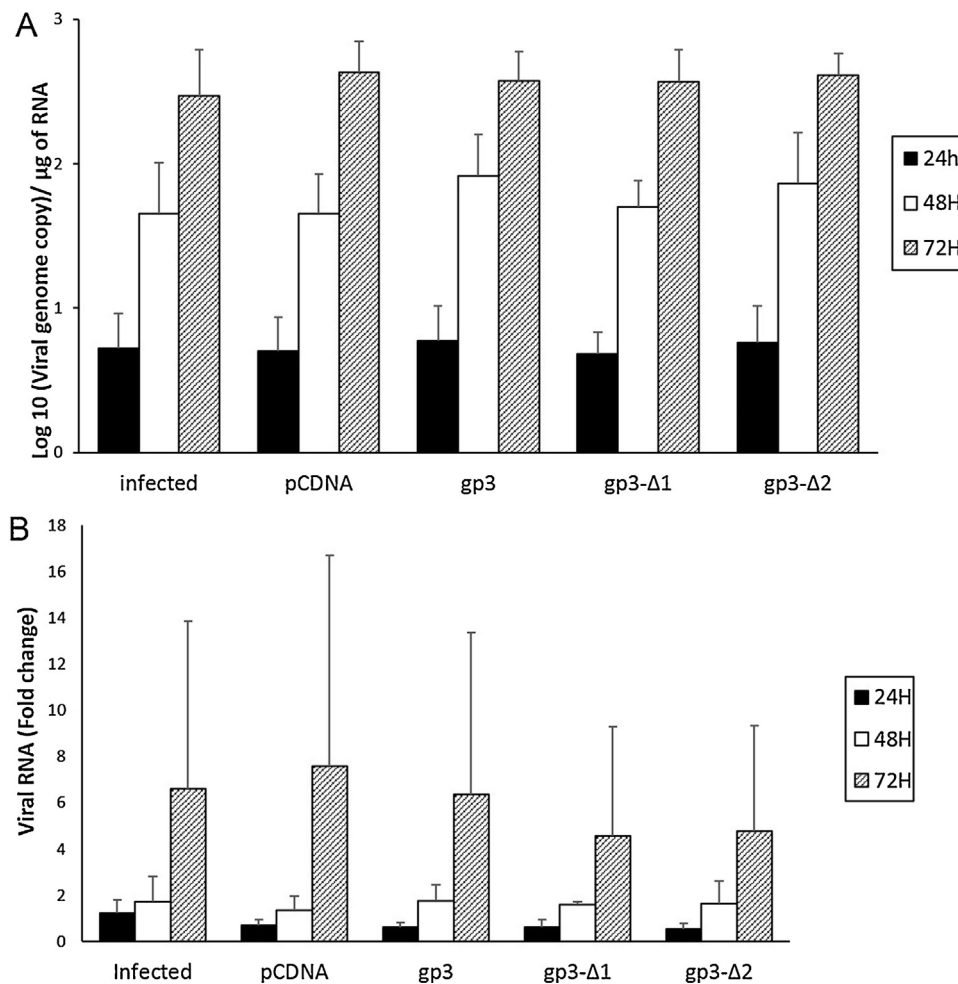 A
Log 10 (Viral genome copy)/ µg of RNA
3
2
1
0
infected pCDNA gp3 gp3-Δ1 gp3-Δ2
24h
48H
72H
B
Viral RNA (Fold change)
18
16
14
12
10
8
6
4
2
0
Infected pCDNA gp3 gp3-Δ1 gp3-Δ2
24H
48H
72H